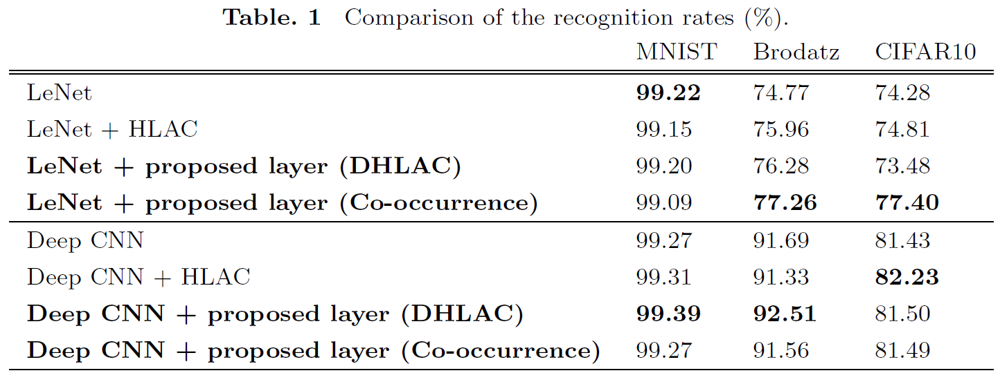 Table. 1 Comparison of the recognition rates (%).
MNIST Brodatz CIFAR10
LeNet 99.22 74.77 74.28
LeNet + HLAC 99.15 75.96 74.81
LeNet + proposed layer (DHLAC) 99.20 76.28 73.48
LeNet + proposed layer (Co-occurrence) 99.09 77.26 77.40
Deep CNN 99.27 91.69 81.43
Deep CNN + HLAC 99.31 91.33 82.23
Deep CNN + proposed layer (DHLAC) 99.39 92.51 81.50
Deep CNN + proposed layer (Co-occurrence) 99.27 91.56 81.49